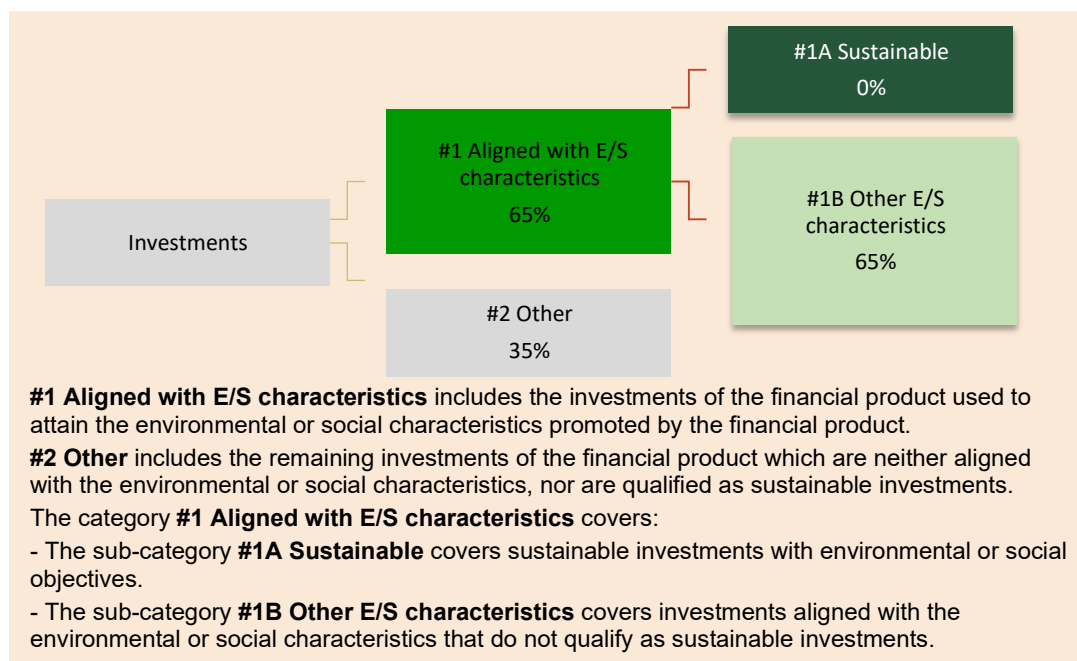 #1A Sustainable
0%
#1 Aligned with E/S
characteristics
65%
#1B Other E/S
characteristics
65%
Investments
#2 Other
35%
#1 Aligned with E/S characteristics includes the investments of the financial product used to
attain the environmental or social characteristics promoted by the financial product.
#2 Other includes the remaining investments of the financial product which are neither aligned
with the environmental or social characteristics, nor are qualified as sustainable investments.
The category #1 Aligned with E/S characteristics covers:
- The sub-category #1A Sustainable covers sustainable investments with environmental or social
objectives.
- The sub-category #1B Other E/S characteristics covers investments aligned with the
environmental or social characteristics that do not qualify as sustainable investments.